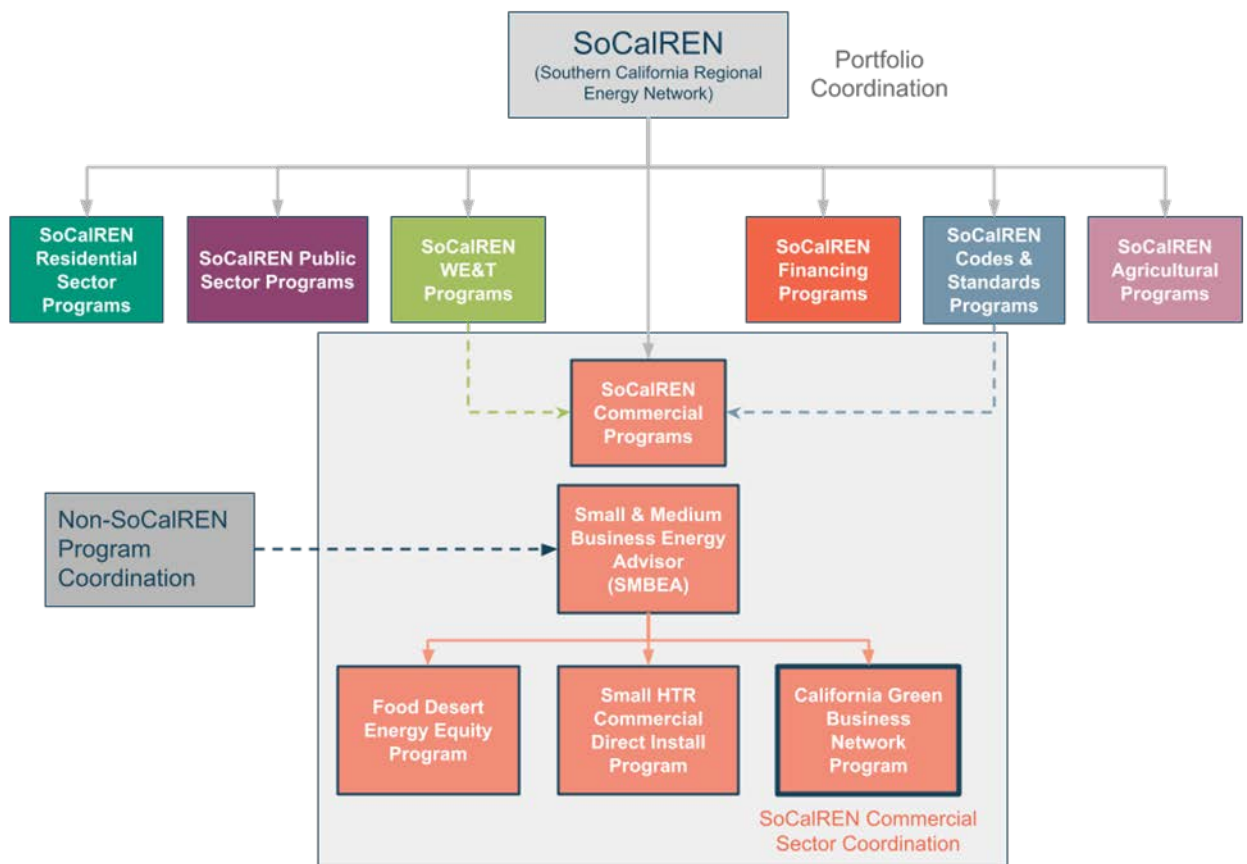 SoCalREN
(Southern California Regional
Energy Network)
Portfolio
Coordination
SoCalREN
Residential
Sector
Programs
SoCalREN Public
Sector Programs
SoCalREN
WE&T
Programs
SoCalREN
Financing
Programs
SoCalREN
Codes &
Standards
Programs
SoCalREN
Agricultural
Programs
SoCalREN
Commercial
Programs
Non-SoCalREN
Program
Coordination
Small & Medium
Business Energy
Advisor
(SMBEA)
Food Desert
Energy Equity
Program
Small HTR
Commercial
Direct Install
Program
California Green
Business
Network
Program
SoCalREN Commercial
Sector Coordination